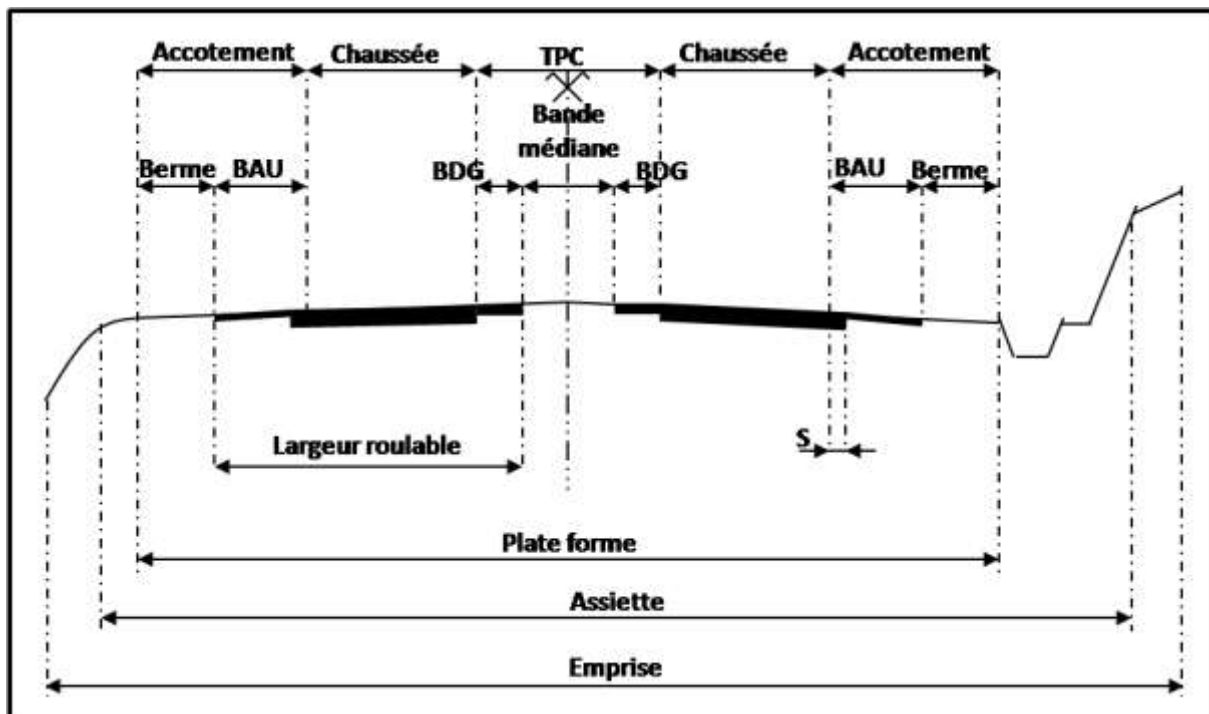 Accotement Chaussée TPC Chaussée Accotement
Bande
médiane
Berme BAU BDG BDG BAU Berme
Largeur roulable S
Plate forme
Assiette
Emprise